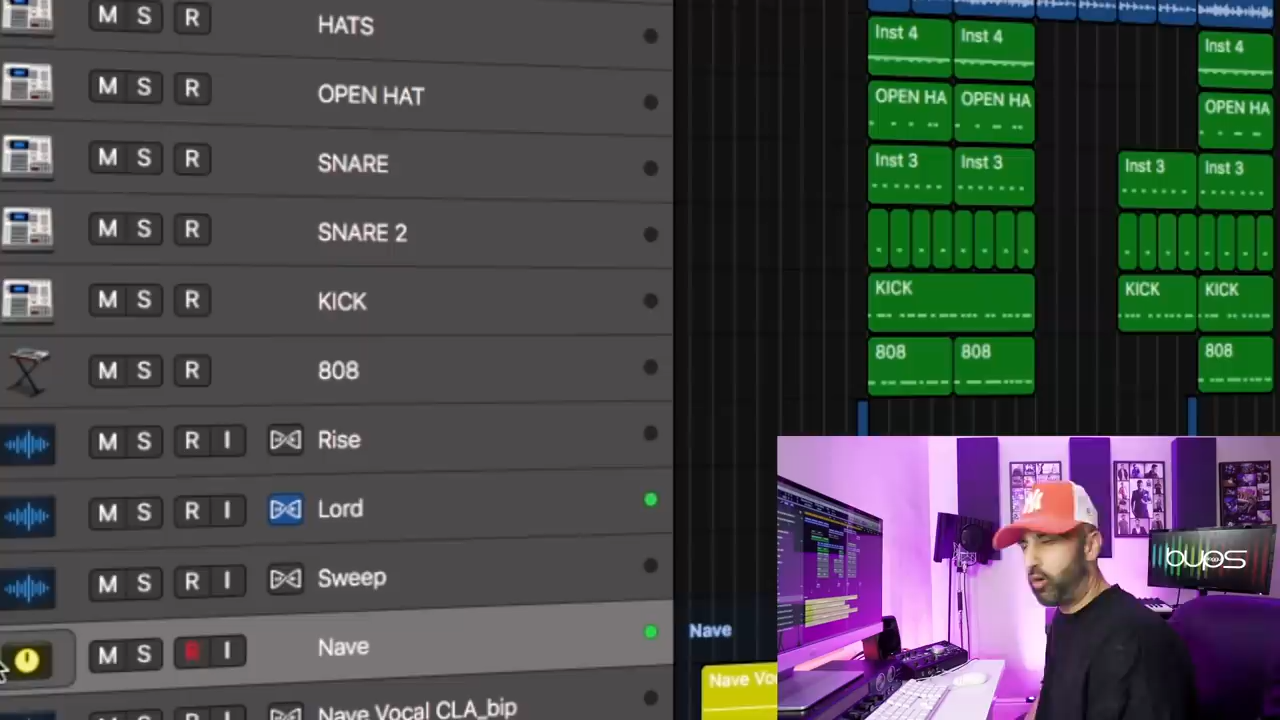 M S R HATS
M S R OPEN HAT
M S R SNARE
M S R SNARE 2
M S R KICK
M S R 808
M S R I Rise
M S R I Lord
M S R I Sweep
M S R I Nave
Nave Vocal CLA_bip
Inst 4 Inst 4 Inst 4
OPEN HA OPEN HA OPEN HA
Inst 3 Inst 3 Inst 3 Inst 3
KICK KICK KICK
808 808 808
Nave
Nave Vo
bups